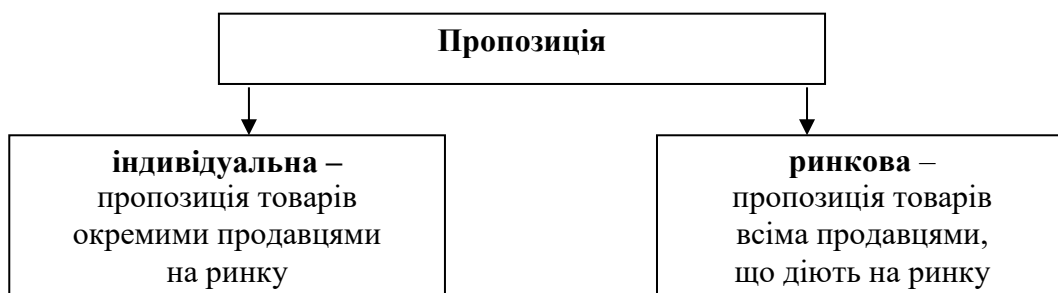 Пропозиція
індивідуальна –
пропозиція товарів
окремими продавцями
на ринку
ринкова –
пропозиція товарів
всіма продавцями,
що діють на ринку